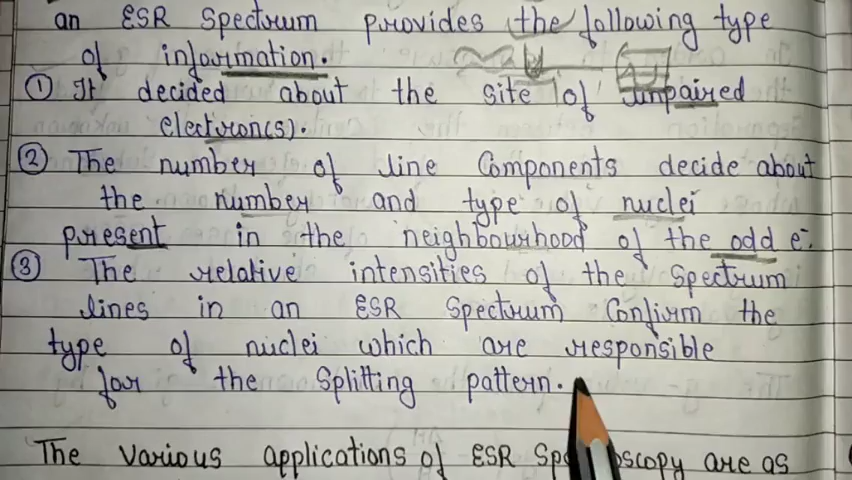 an ESR Spectrum provides the following type
of information.
① It decided about the site of unpaired
electron(s).
② The number of line Components decide about
the number and type of nuclei
present in the neighbourhood of the odd e-.
③ The relative intensities of the Spectrum
lines in an ESR Spectrum Confirm the
type of nuclei which are responsible
for the Splitting pattern.
The various applications of ESR are as